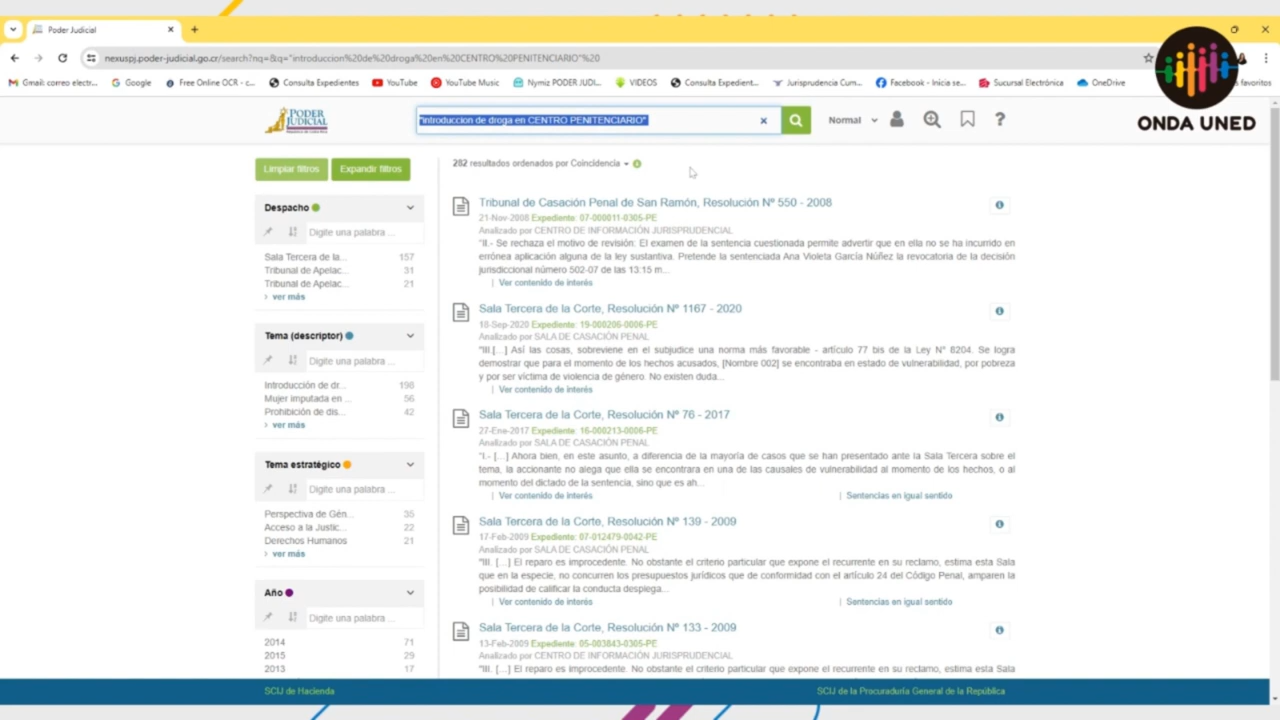 Poder Judicial
nexuspj.poder-judicial.go.cr/search?nq=&q="introduccion%20de%20droga%20en%20CENTRO%20PENITENCIARIO"%20
Gmail: correo electr...
Google
Free Online OCR - c...
Consulta Expedientes
YouTube
YouTube Music
Nymiz PODER JUDI...
VIDEOS
Consulta Expedient...
Jurisprudencia Cum...
Facebook - Inicia se...
Sucursal Electrónica
OneDrive
favoritos
ONDA UNED
PODER JUDICIAL
"introduccion de droga en CENTRO PENITENCIARIO"
Normal
Limpiar filtros
Expandir filtros
202 resultados ordenados por Coincidencia
Despacho
Digite una palabra ...
Sala Tercera de la... 157
Tribunal de Apelac... 31
Tribunal de Apelac... 21
› ver más
Tema (descriptor)
Digite una palabra ...
Introducción de dr... 198
Mujer imputada en ... 56
Prohibición de dis... 42
› ver más
Tema estratégico
Digite una palabra ...
Perspectiva de Gén... 35
Acceso a la Justic... 22
Derechos Humanos 21
› ver más
Año
Digite una palabra ...
2014 71
2015 29
2013 17
Tribunal de Casación Penal de San Ramón, Resolución Nº 550 - 2008
21-Nov-2008 Expediente: 07-000011-0305-PE
Analizado por CENTRO DE INFORMACIÓN JURISPRUDENCIAL
"II.- Se rechaza el motivo de revisión: El examen de la sentencia cuestionada permite advertir que en ella no se ha incurrido en
errónea aplicación alguna de la ley sustantiva. Pretende la sentenciada Ana Violeta García Núñez la revocatoria de la decisión
jurisdiccional número 502-07 de las 13:15 m...
| Ver contenido de interés
Sala Tercera de la Corte, Resolución Nº 1167 - 2020
18-Sep-2020 Expediente: 19-000206-0006-PE
Analizado por SALA DE CASACIÓN PENAL
"III.[...] Así las cosas, sobreviene en el subjudice una norma más favorable - artículo 77 bis de la Ley N° 8204. Se logra
demostrar que para el momento de los hechos acusados, [Nombre 002] se encontraba en estado de vulnerabilidad, por pobreza
y por ser víctima de violencia de género. No existen duda...
| Ver contenido de interés
Sala Tercera de la Corte, Resolución Nº 76 - 2017
27-Ene-2017 Expediente: 16-000213-0006-PE
Analizado por SALA DE CASACIÓN PENAL
"I.- [...] Ahora bien, en este asunto, a diferencia de la mayoría de casos que se han presentado ante la Sala Tercera sobre el
tema, la accionante no alega que ella se encontrara en una de las causales de vulnerabilidad al momento de los hechos, o al
momento del dictado de la sentencia, sino que es ah...
| Ver contenido de interés | Sentencias en igual sentido
Sala Tercera de la Corte, Resolución Nº 139 - 2009
17-Feb-2009 Expediente: 07-012479-0042-PE
Analizado por SALA DE CASACIÓN PENAL
"III. [...] El reparo es improcedente. No obstante el criterio particular que expone el recurrente en su reclamo, estima esta Sala
que en la especie, no concurren los presupuestos jurídicos que de conformidad con el artículo 24 del Código Penal, amparen la
posibilidad de calificar la conducta desplega...
| Ver contenido de interés | Sentencias en igual sentido
Sala Tercera de la Corte, Resolución Nº 133 - 2009
13-Feb-2009 Expediente: 05-003843-0305-PE
Analizado por CENTRO DE INFORMACIÓN JURISPRUDENCIAL
"III. [...] El reparo es improcedente. No obstante el criterio particular que expone el recurrente en su reclamo, estima esta Sala
SCIJ de Hacienda
SCIJ de la Procuraduría General de la República